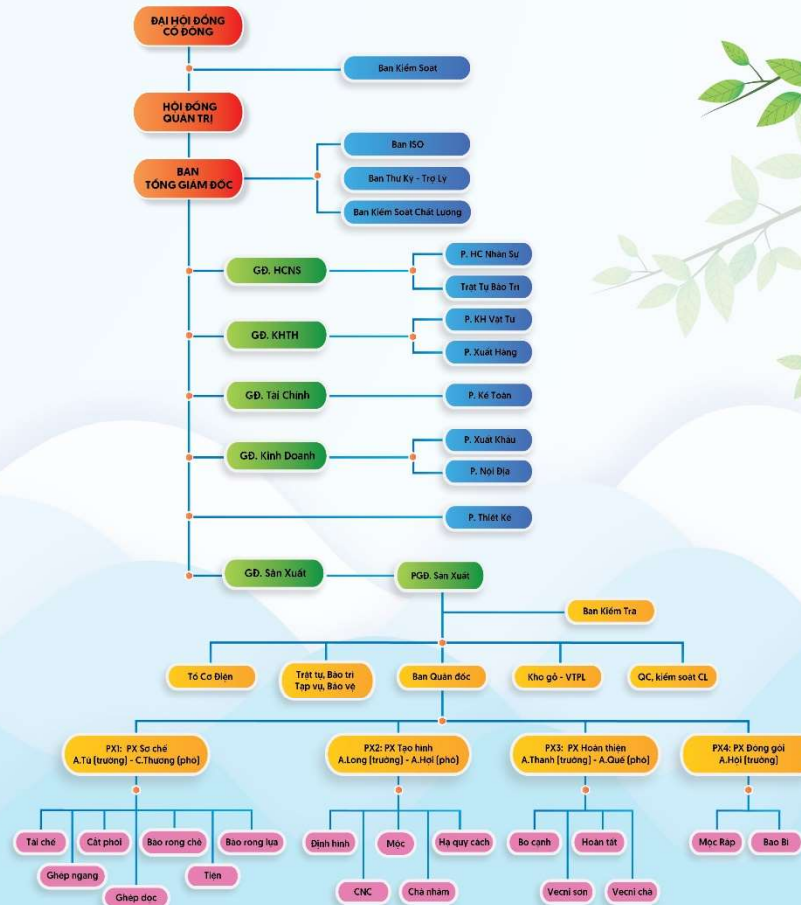 ĐẠI HỘI ĐỒNG
CỔ ĐÔNG
Ban Kiểm Soát
HỘI ĐỒNG
QUẢN TRỊ
Ban ISO
BAN
TỔNG GIÁM ĐỐC
Ban Thư Ký - Trợ Lý
Ban Kiểm Soát Chất Lượng
GĐ. HCNS
P. HC Nhân Sự
Trật Tự Bảo Trì
GĐ. KHTH
P. KH Vật Tư
P. Xuất Hàng
GĐ. Tài Chính
P. Kế Toán
GĐ. Kinh Doanh
P. Xuất Khẩu
P. Nội Địa
P. Thiết Kế
GĐ. Sản Xuất
PGĐ. Sản Xuất
Ban Kiểm Tra
Tổ Cơ Điện
Trật tự, Bảo trì
Tạp vụ, Bảo vệ
Ban Quản đốc
Kho gỗ - VTPL
QC, kiểm soát CL
PX1: PX Sơ chế
A.Tú (trưởng) - C.Thương (phó)
PX2: PX Tạo hình
A.Long (trưởng) - A.Hợi (phó)
PX3: PX Hoàn thiện
A.Thanh (trưởng) - A.Quế (phó)
PX4: PX Đóng gói
A.Hội (trưởng)
Tái chế
Cắt phôi
Bào rong chẻ
Bào rong lựa
Ghép ngang
Tiện
Ghép dọc
Định hình
Mộc
Hạ quy cách
CNC
Chà nhám
Bo cạnh
Hoàn tất
Vecni sơn
Vecni chà
Mộc Ráp
Bao Bì